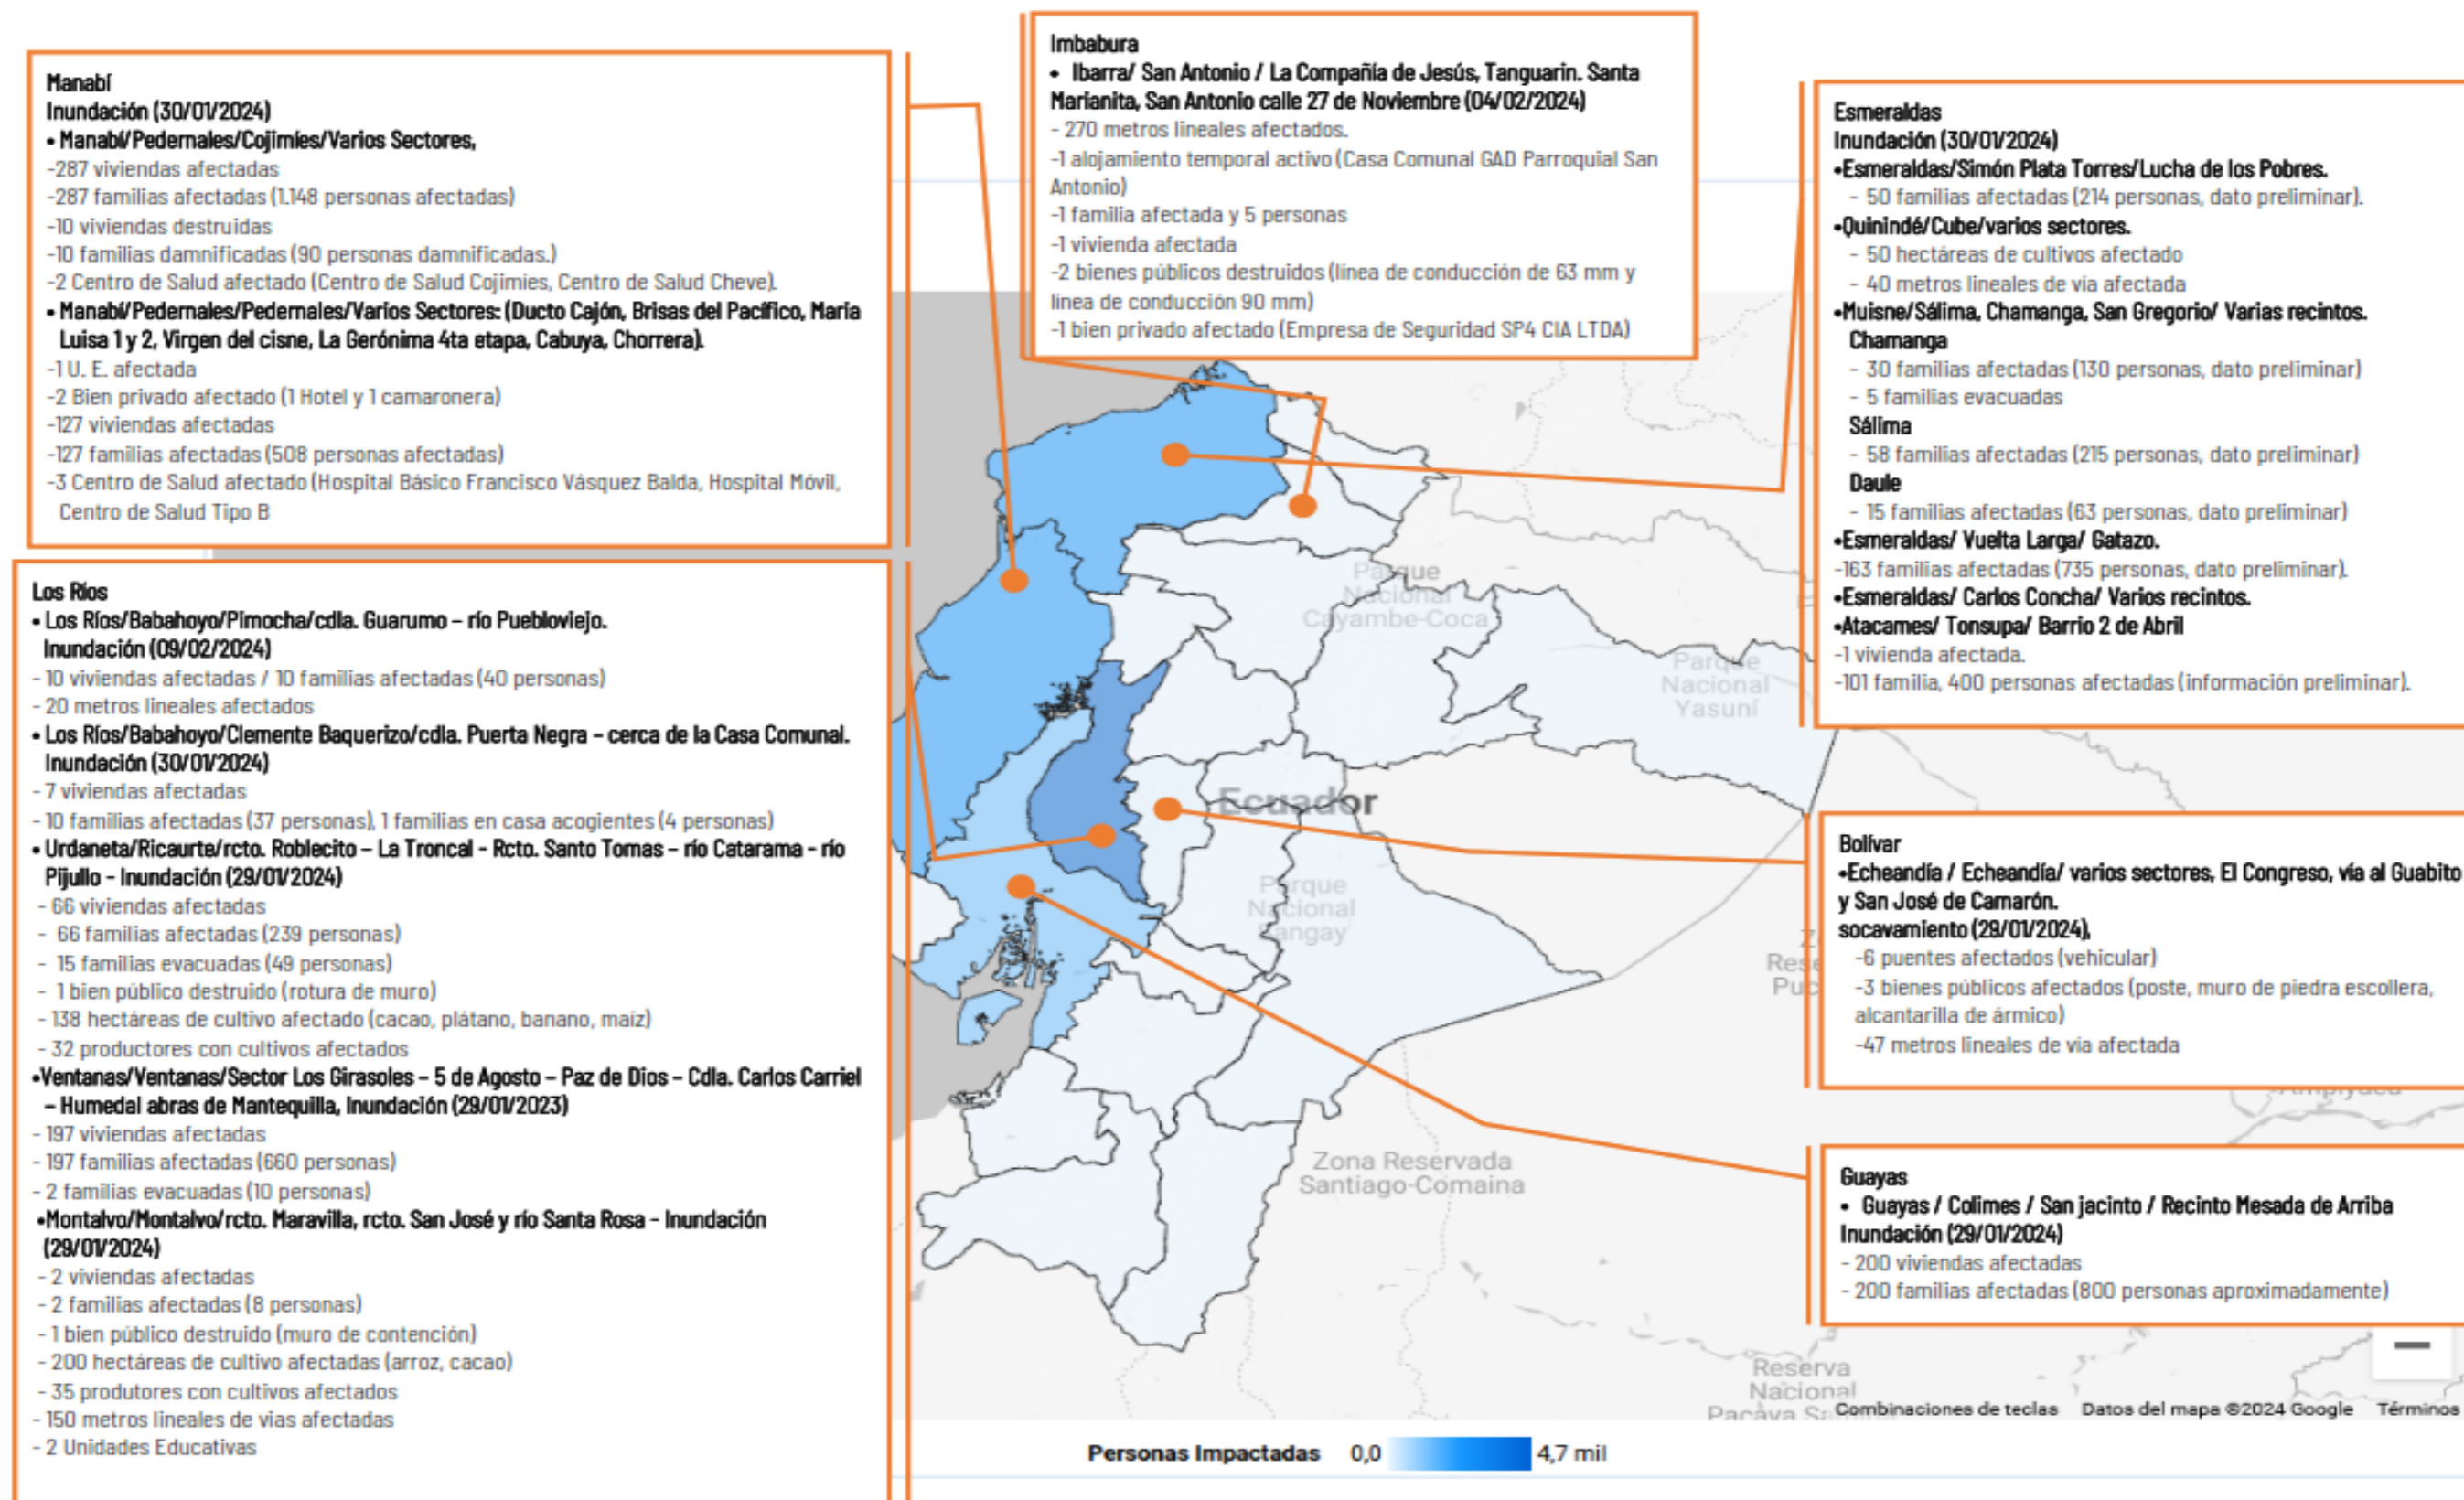 Manabí
Inundación (30/01/2024)
• Manabí/Pedernales/Cojimíes/Varios Sectores,
-287 viviendas afectadas
-287 familias afectadas (1.148 personas afectadas)
-10 viviendas destruidas
-10 familias damnificadas (90 personas damnificadas.)
-2 Centro de Salud afectado (Centro de Salud Cojimíes, Centro de Salud Cheve).
• Manabí/Pedernales/Pedernales/Varios Sectores: (Ducto Cajón, Brisas del Pacífico, Maria
Luisa 1 y 2, Virgen del cisne, La Gerónima 4ta etapa, Cabuya, Chorrera).
-1 U. E. afectada
-2 Bien privado afectado (1 Hotel y 1 camaronera)
-127 viviendas afectadas
-127 familias afectadas (508 personas afectadas)
-3 Centro de Salud afectado (Hospital Básico Francisco Vásquez Balda, Hospital Móvil,
Centro de Salud Tipo B
Los Ríos
• Los Ríos/Babahoyo/Pimocha/cdla. Guarumo – río Puebloviejo.
Inundación (09/02/2024)
- 10 viviendas afectadas / 10 familias afectadas (40 personas)
- 20 metros lineales afectados
• Los Ríos/Babahoyo/Clemente Baquerizo/cdla. Puerta Negra – cerca de la Casa Comunal.
Inundación (30/01/2024)
- 7 viviendas afectadas
- 10 familias afectadas (37 personas), 1 familias en casa acogientes (4 personas)
• Urdaneta/Ricaurte/rcto. Roblecito – La Troncal - Rcto. Santo Tomas – río Catarama - río
Pijullo - Inundación (29/01/2024)
- 66 viviendas afectadas
- 66 familias afectadas (239 personas)
- 15 familias evacuadas (49 personas)
- 1 bien público destruido (rotura de muro)
- 138 hectáreas de cultivo afectado (cacao, plátano, banano, maíz)
- 32 productores con cultivos afectados
•Ventanas/Ventanas/Sector Los Girasoles – 5 de Agosto – Paz de Dios – Cdla. Carlos Carriel
– Humedal abras de Mantequilla, Inundación (29/01/2023)
- 197 viviendas afectadas
- 197 familias afectadas (660 personas)
- 2 familias evacuadas (10 personas)
•Montalvo/Montalvo/rcto. Maravilla, rcto. San José y río Santa Rosa - Inundación
(29/01/2024)
- 2 viviendas afectadas
- 2 familias afectadas (8 personas)
- 1 bien público destruido (muro de contención)
- 200 hectáreas de cultivo afectadas (arroz, cacao)
- 35 produtores con cultivos afectados
- 150 metros lineales de vias afectadas
- 2 Unidades Educativas
Imbabura
• Ibarra/ San Antonio / La Compañía de Jesús, Tanguarin. Santa
Marianita, San Antonio calle 27 de Noviembre (04/02/2024)
- 270 metros lineales afectados.
-1 alojamiento temporal activo (Casa Comunal GAD Parroquial San
Antonio)
-1 familia afectada y 5 personas
-1 vivienda afectada
-2 bienes públicos destruidos (línea de conducción de 63 mm y
línea de conducción 90 mm)
-1 bien privado afectado (Empresa de Seguridad SP4 CIA LTDA)
Esmeraldas
Inundación (30/01/2024)
•Esmeraldas/Simón Plata Torres/Lucha de los Pobres.
- 50 familias afectadas (214 personas, dato preliminar).
•Quinindé/Cube/varios sectores.
- 50 hectáreas de cultivos afectado
- 40 metros lineales de vía afectada
•Muisne/Sálima, Chamanga, San Gregorio/ Varias recintos.
Chamanga
- 30 familias afectadas (130 personas, dato preliminar)
- 5 familias evacuadas
Sálima
- 58 familias afectadas (215 personas, dato preliminar)
Daule
- 15 familias afectadas (63 personas, dato preliminar)
•Esmeraldas/ Vuelta Larga/ Gatazo.
-163 familias afectadas (735 personas, dato preliminar).
•Esmeraldas/ Carlos Concha/ Varios recintos.
•Atacames/ Tonsupa/ Barrio 2 de Abril
-1 vivienda afectada.
-101 familia, 400 personas afectadas (información preliminar).
Bolívar
•Echeandía / Echeandía/ varios sectores, El Congreso, vía al Guabito
y San José de Camarón.
socavamiento (29/01/2024),
-6 puentes afectados (vehicular)
-3 bienes públicos afectados (poste, muro de piedra escollera,
alcantarilla de ármico)
-47 metros lineales de vía afectada
Guayas
• Guayas / Colimes / San jacinto / Recinto Mesada de Arriba
Inundación (29/01/2024)
- 200 viviendas afectadas
- 200 familias afectadas (800 personas aproximadamente)
Parque
Nacional
Cayambe-Coca
Parque
Nacional
Yasuní
Ecuador
Parque
Nacional
Sangay
Zona Reservada
Santiago-Comaina
Reserva
Nacional
Pacaya
Combinaciones de teclas Datos del mapa ©2024 Google Términos
Personas Impactadas 0,0 4,7 mil